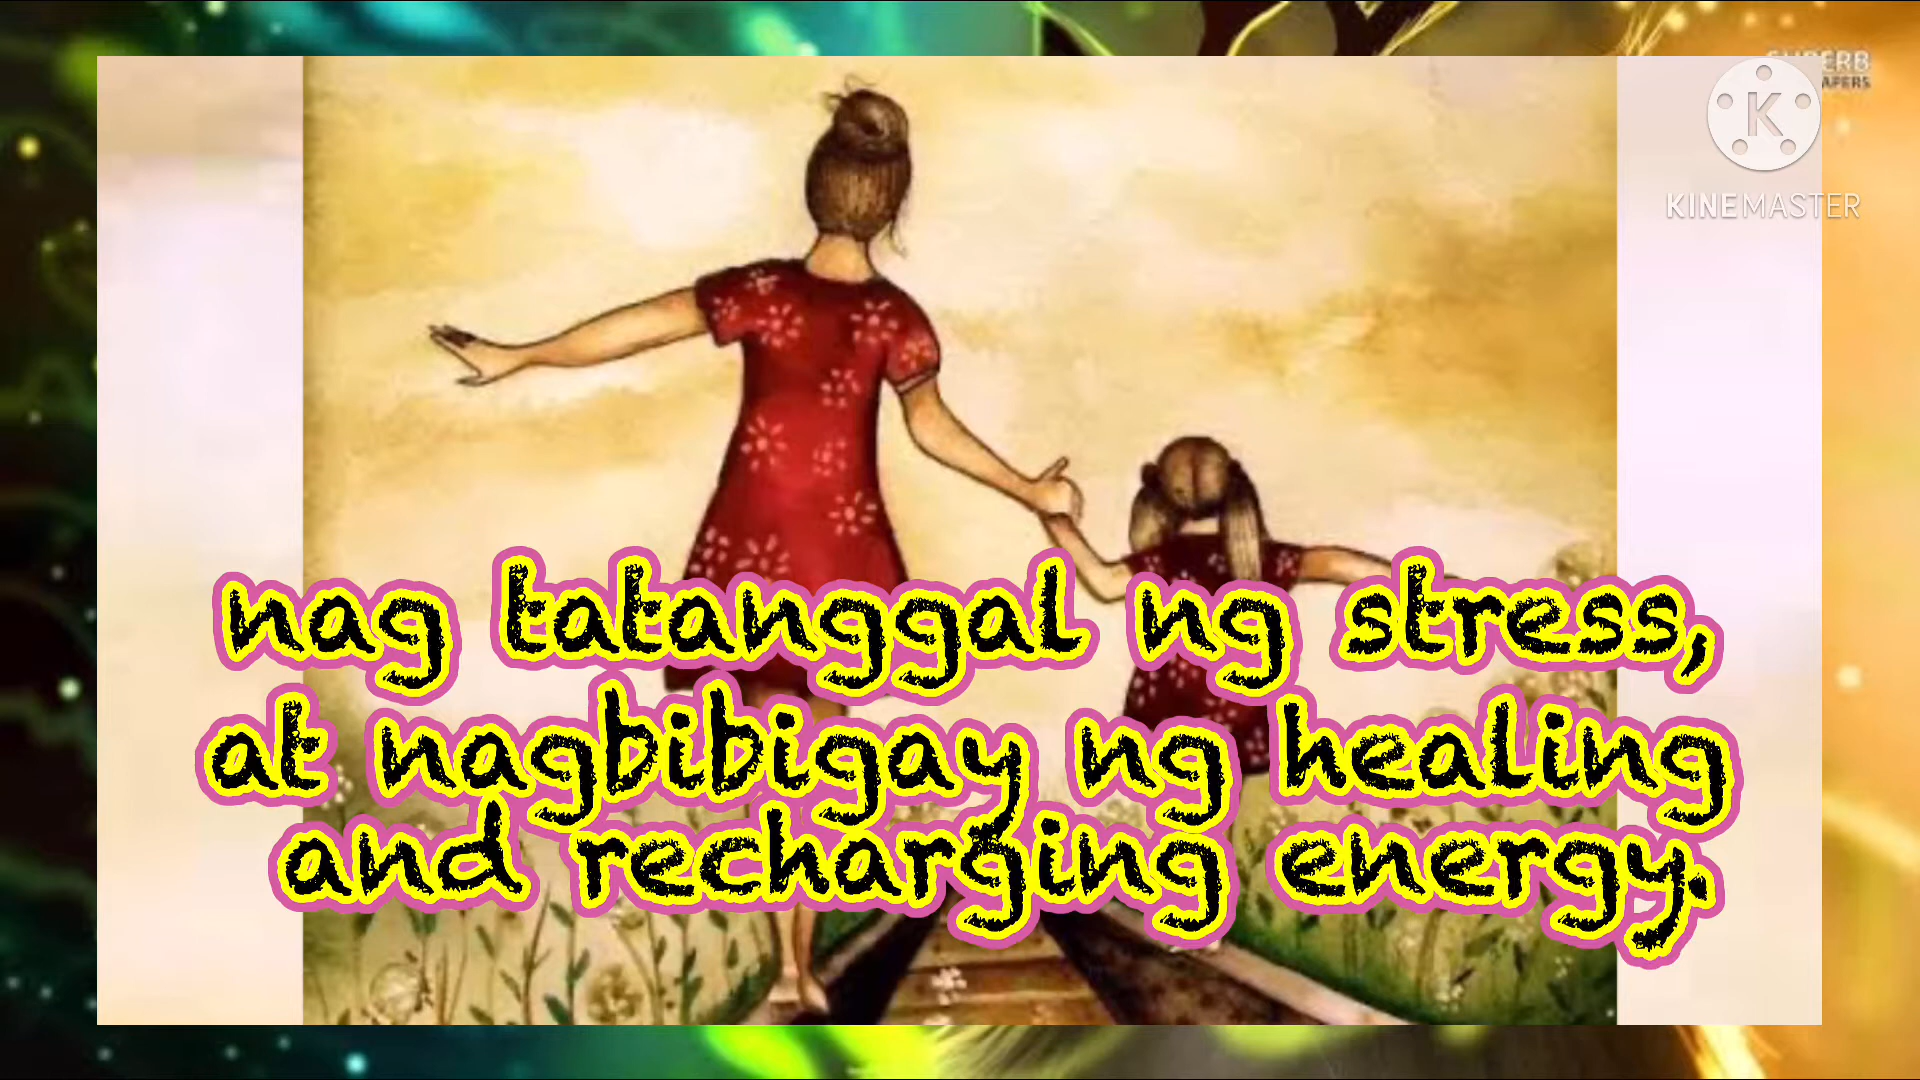 KINEMASTER
nag tatanggal ng stress,
at nagbibigay ng healing
and recharging energy.